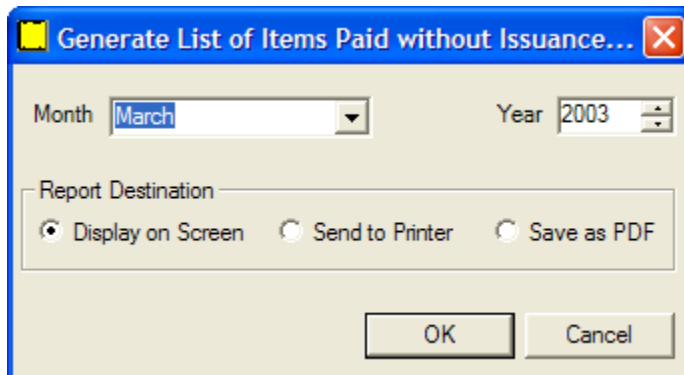 Generate List of Items Paid without Issuance...
Month March Year 2003
Report Destination
Display on Screen Send to Printer Save as PDF
OK Cancel